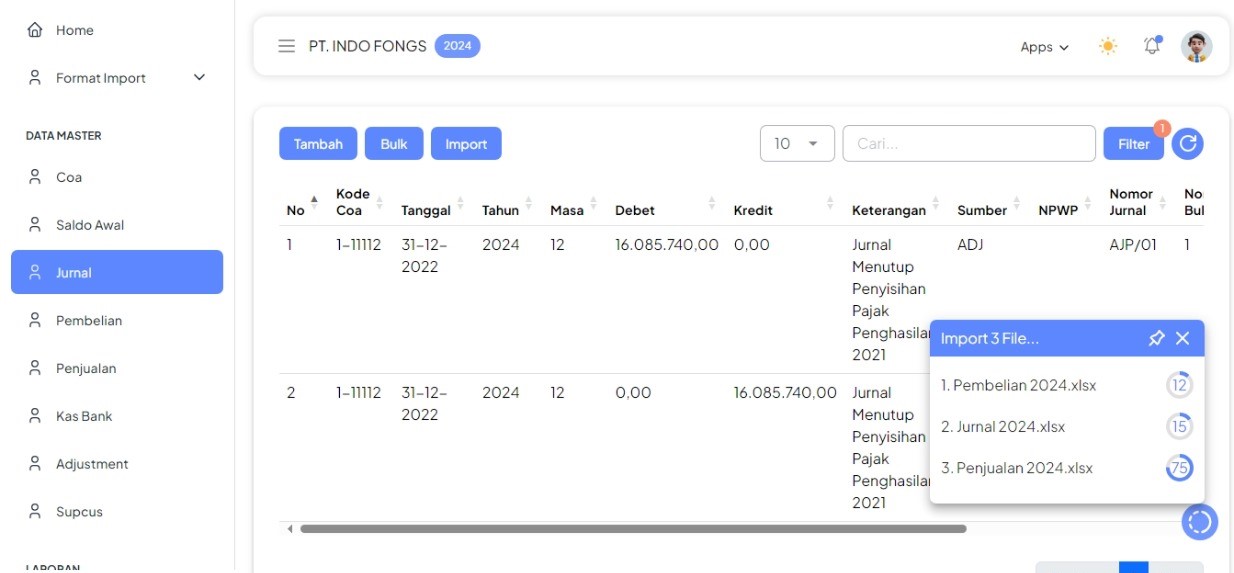 Home
Format Import
DATA MASTER
Coa
Saldo Awal
Jurnal
Pembelian
Penjualan
Kas Bank
Adjustment
Supcus
LAPORAN
PT. INDO FONGS 2024
Apps
Tambah Bulk Import
10 Cari... Filter 1
No Kode Coa Tanggal Tahun Masa Debet Kredit Keterangan Sumber NPWP Nomor Jurnal
1 1-11112 31-12-2022 2024 12 16.085.740,00 0,00 Jurnal ADJ AJP/01 1
Menutup
Penyisihan
Pajak
2021
2 1-11112 31-12-2022 2024 12 0,00 16.085.740,00 Jurnal
Menutup
Penyisihan
Pajak
2021
Import 3 File...
1. Pembelian 2024.xlsx 12
2. Jurnal 2024.xlsx 15
3. Penjualan 2024.xlsx 75